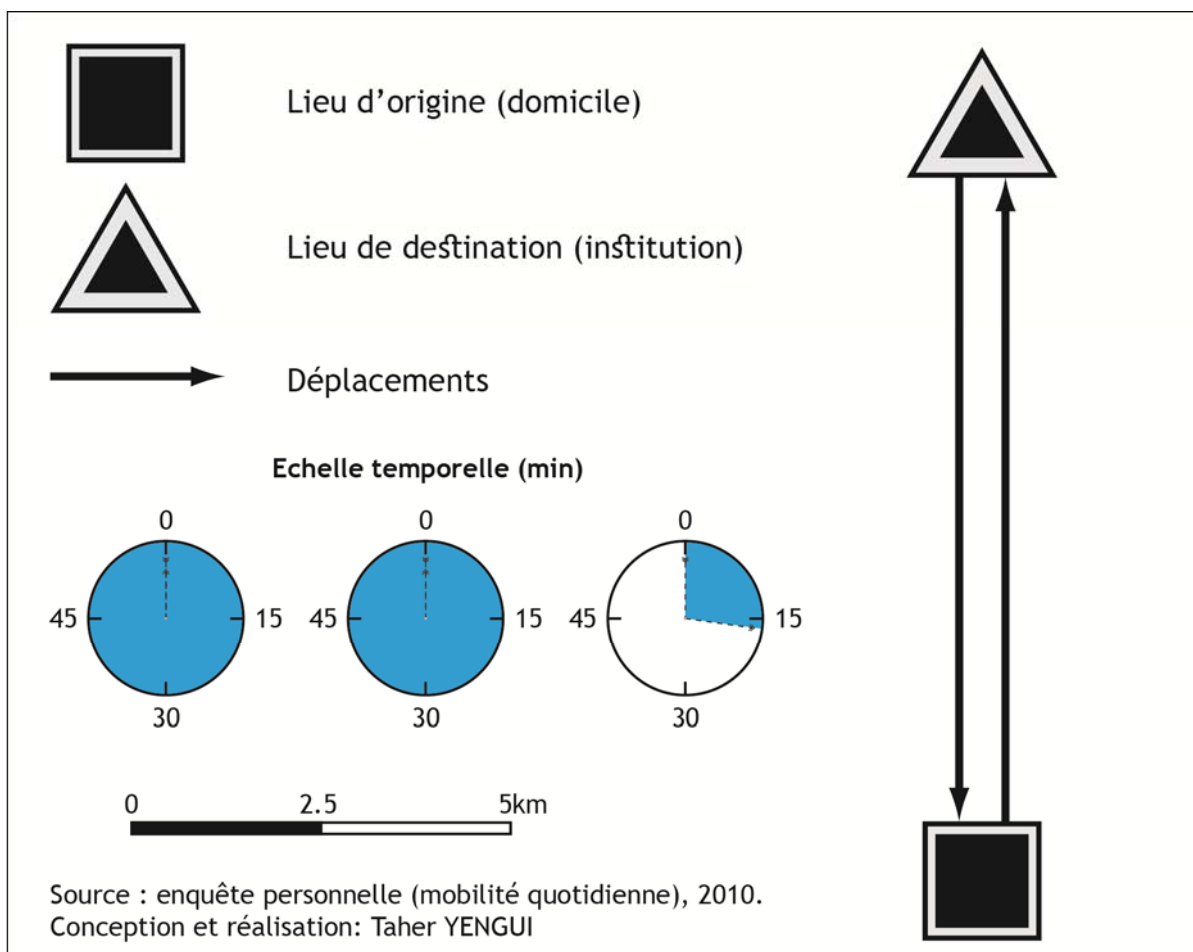 Lieu d’origine (domicile)
Lieu de destination (institution)
Déplacements
Echelle temporelle (min)
0 0 0
45 15 45 15 45 15
30 30 30
0 2.5 5km
Source : enquête personnelle (mobilité quotidienne), 2010.
Conception et réalisation: Taher YENGUI